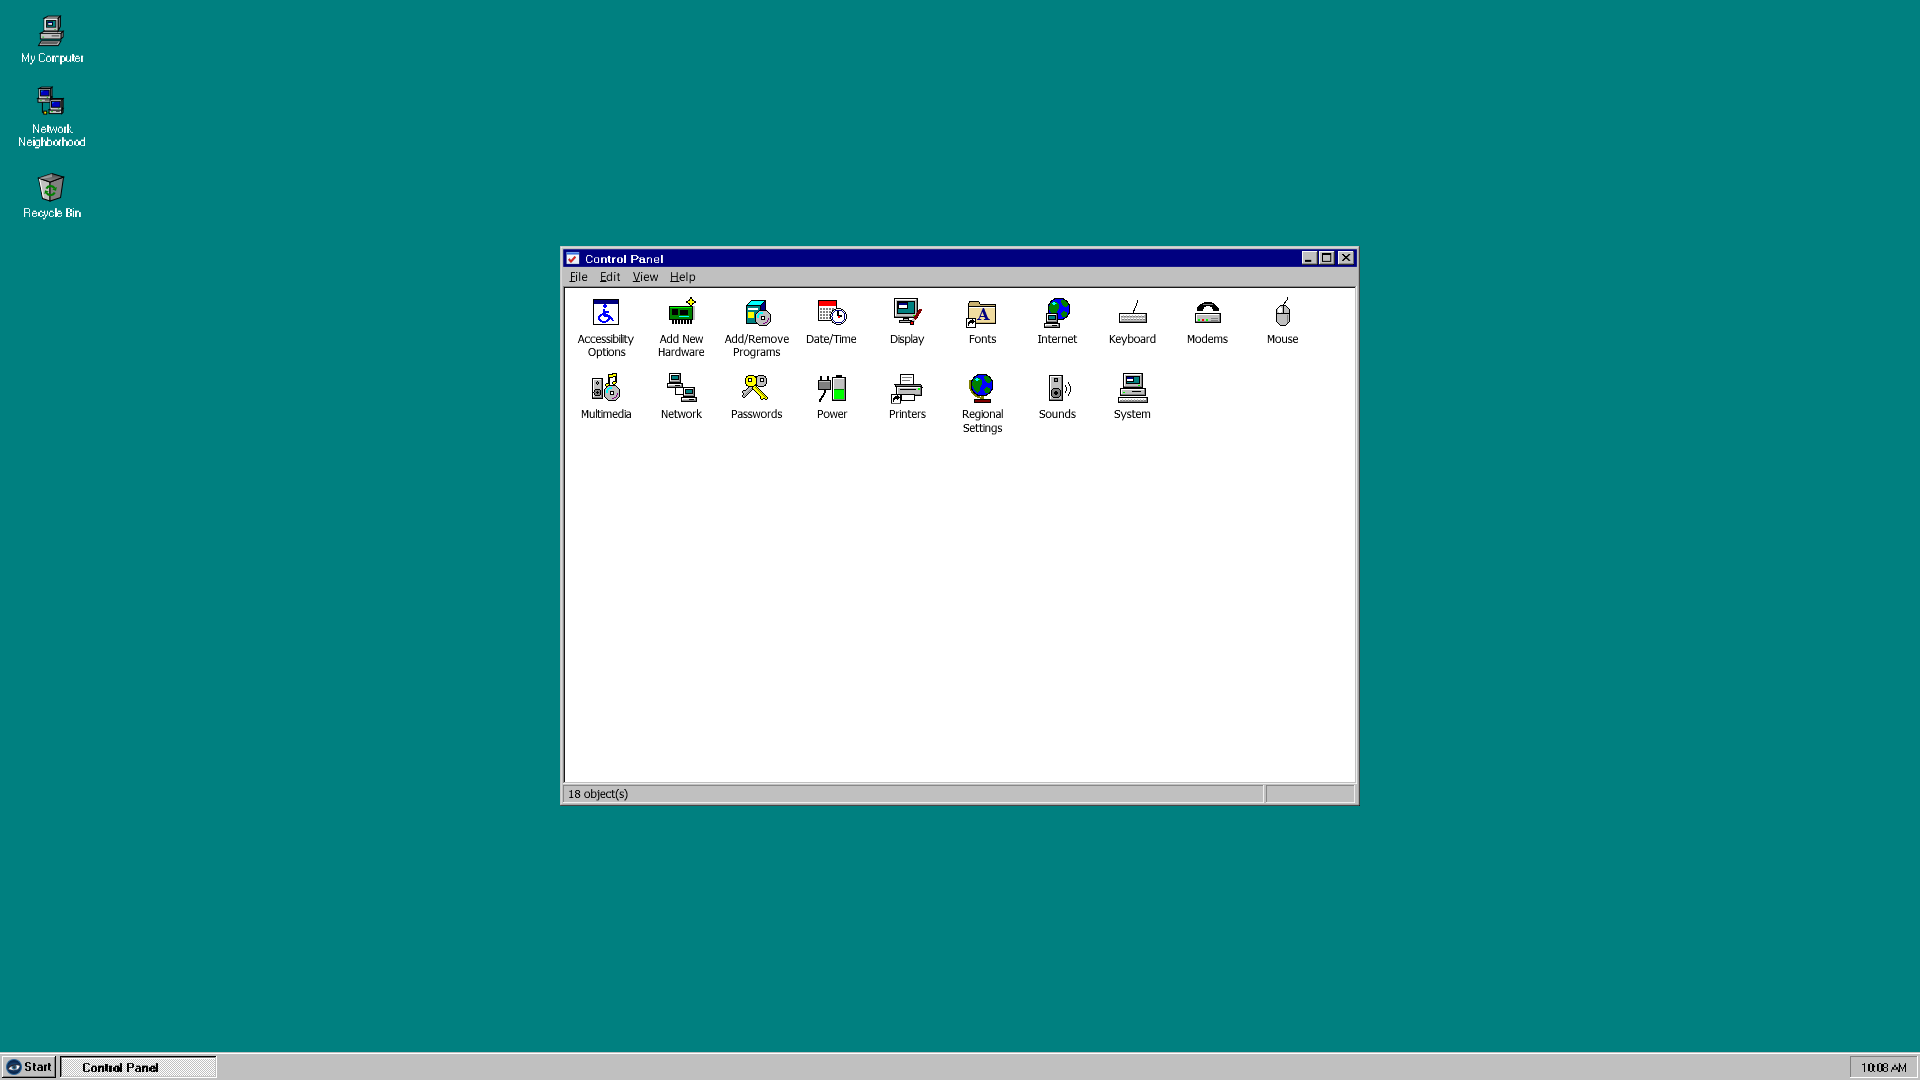 My Computer
Network
Neighborhood
Recycle Bin
Control Panel
File Edit View Help
Accessibility
Options
Add New
Hardware
Add/Remove
Programs
Date/Time
Display
Fonts
Internet
Keyboard
Modems
Mouse
Multimedia
Network
Passwords
Power
Printers
Regional
Settings
Sounds
System
18 object(s)
Start
Control Panel
10:08 AM